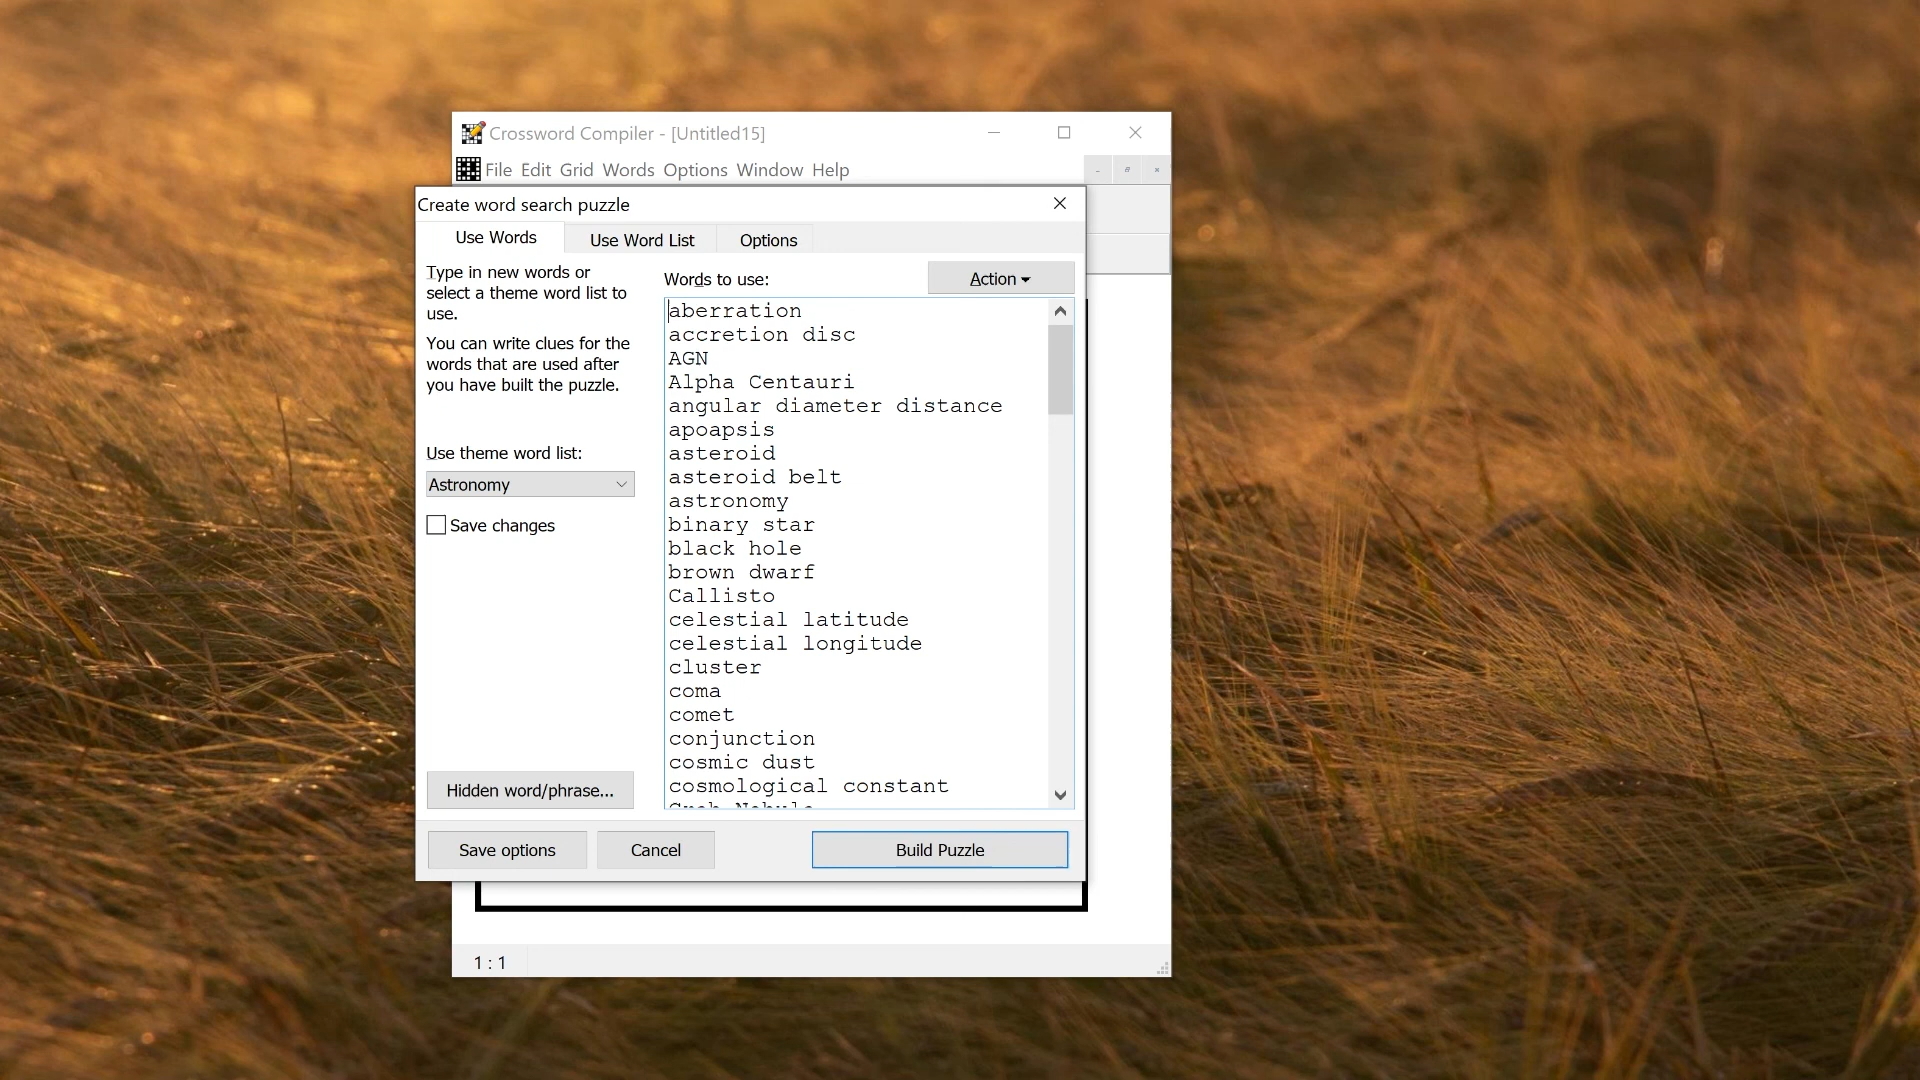 Crossword Compiler - [Untitled15]
File Edit Grid Words Options Window Help
Create word search puzzle
Use Words
Use Word List
Options
Type in new words or
select a theme word list to
use.
You can write clues for the
words that are used after
you have built the puzzle.
Use theme word list:
Astronomy
Save changes
Hidden word/phrase...
Words to use:
Action
aberration
accretion disc
AGN
Alpha Centauri
angular diameter distance
apoapsis
asteroid
asteroid belt
astronomy
binary star
black hole
brown dwarf
Callisto
celestial latitude
celestial longitude
cluster
coma
comet
conjunction
cosmic dust
cosmological constant
Save options
Cancel
Build Puzzle
1 : 1